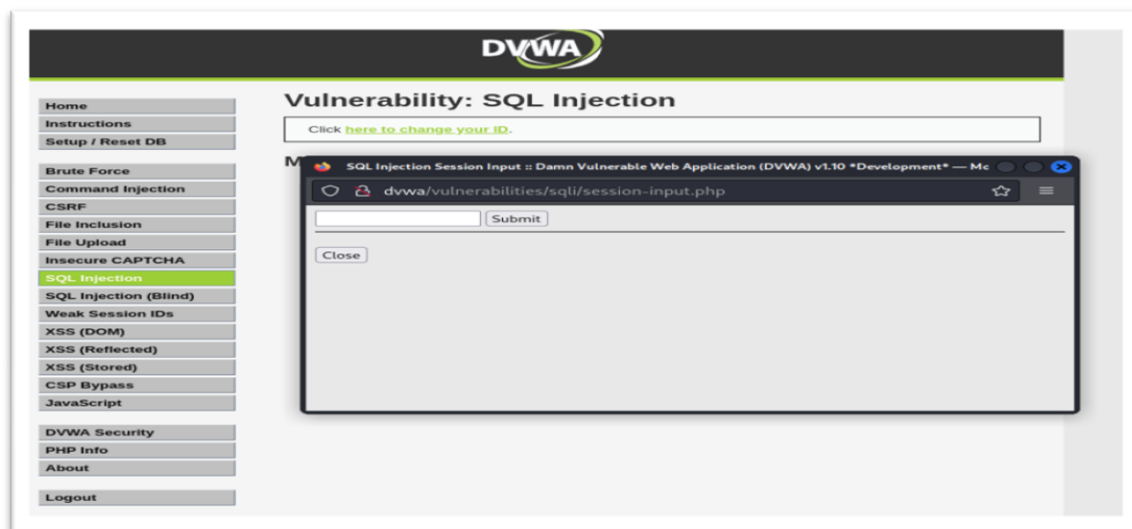 DVWA
Home
Instructions
Setup / Reset DB
Brute Force
Command Injection
CSRF
File Inclusion
File Upload
Insecure CAPTCHA
SQL Injection
SQL Injection (Blind)
Weak Session IDs
XSS (DOM)
XSS (Reflected)
XSS (Stored)
CSP Bypass
JavaScript
DVWA Security
PHP Info
About
Logout
Vulnerability: SQL Injection
Click here to change your ID.
M
SQL Injection Session Input :: Damn Vulnerable Web Application (DVWA) v1.10 *Development* — Mc
dvwa/vulnerabilities/sqli/session-input.php
Submit
Close